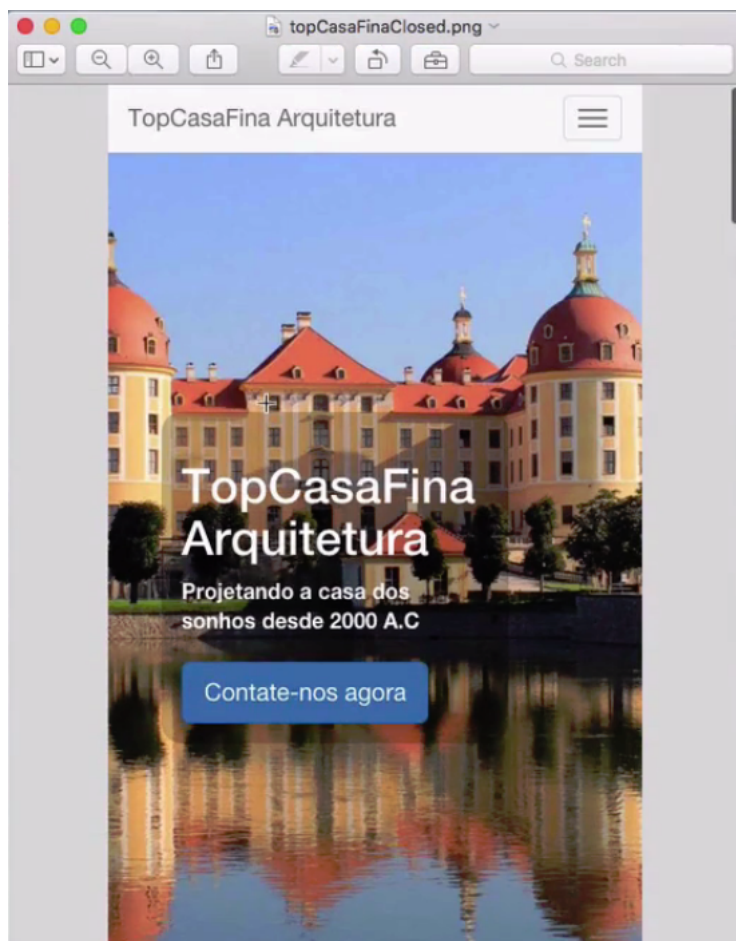 topCasaFinaClosed.png
Search
TopCasaFina Arquitetura
TopCasaFina
Arquitetura
Projetando a casa dos
sonhos desde 2000 A.C
Contate-nos agora